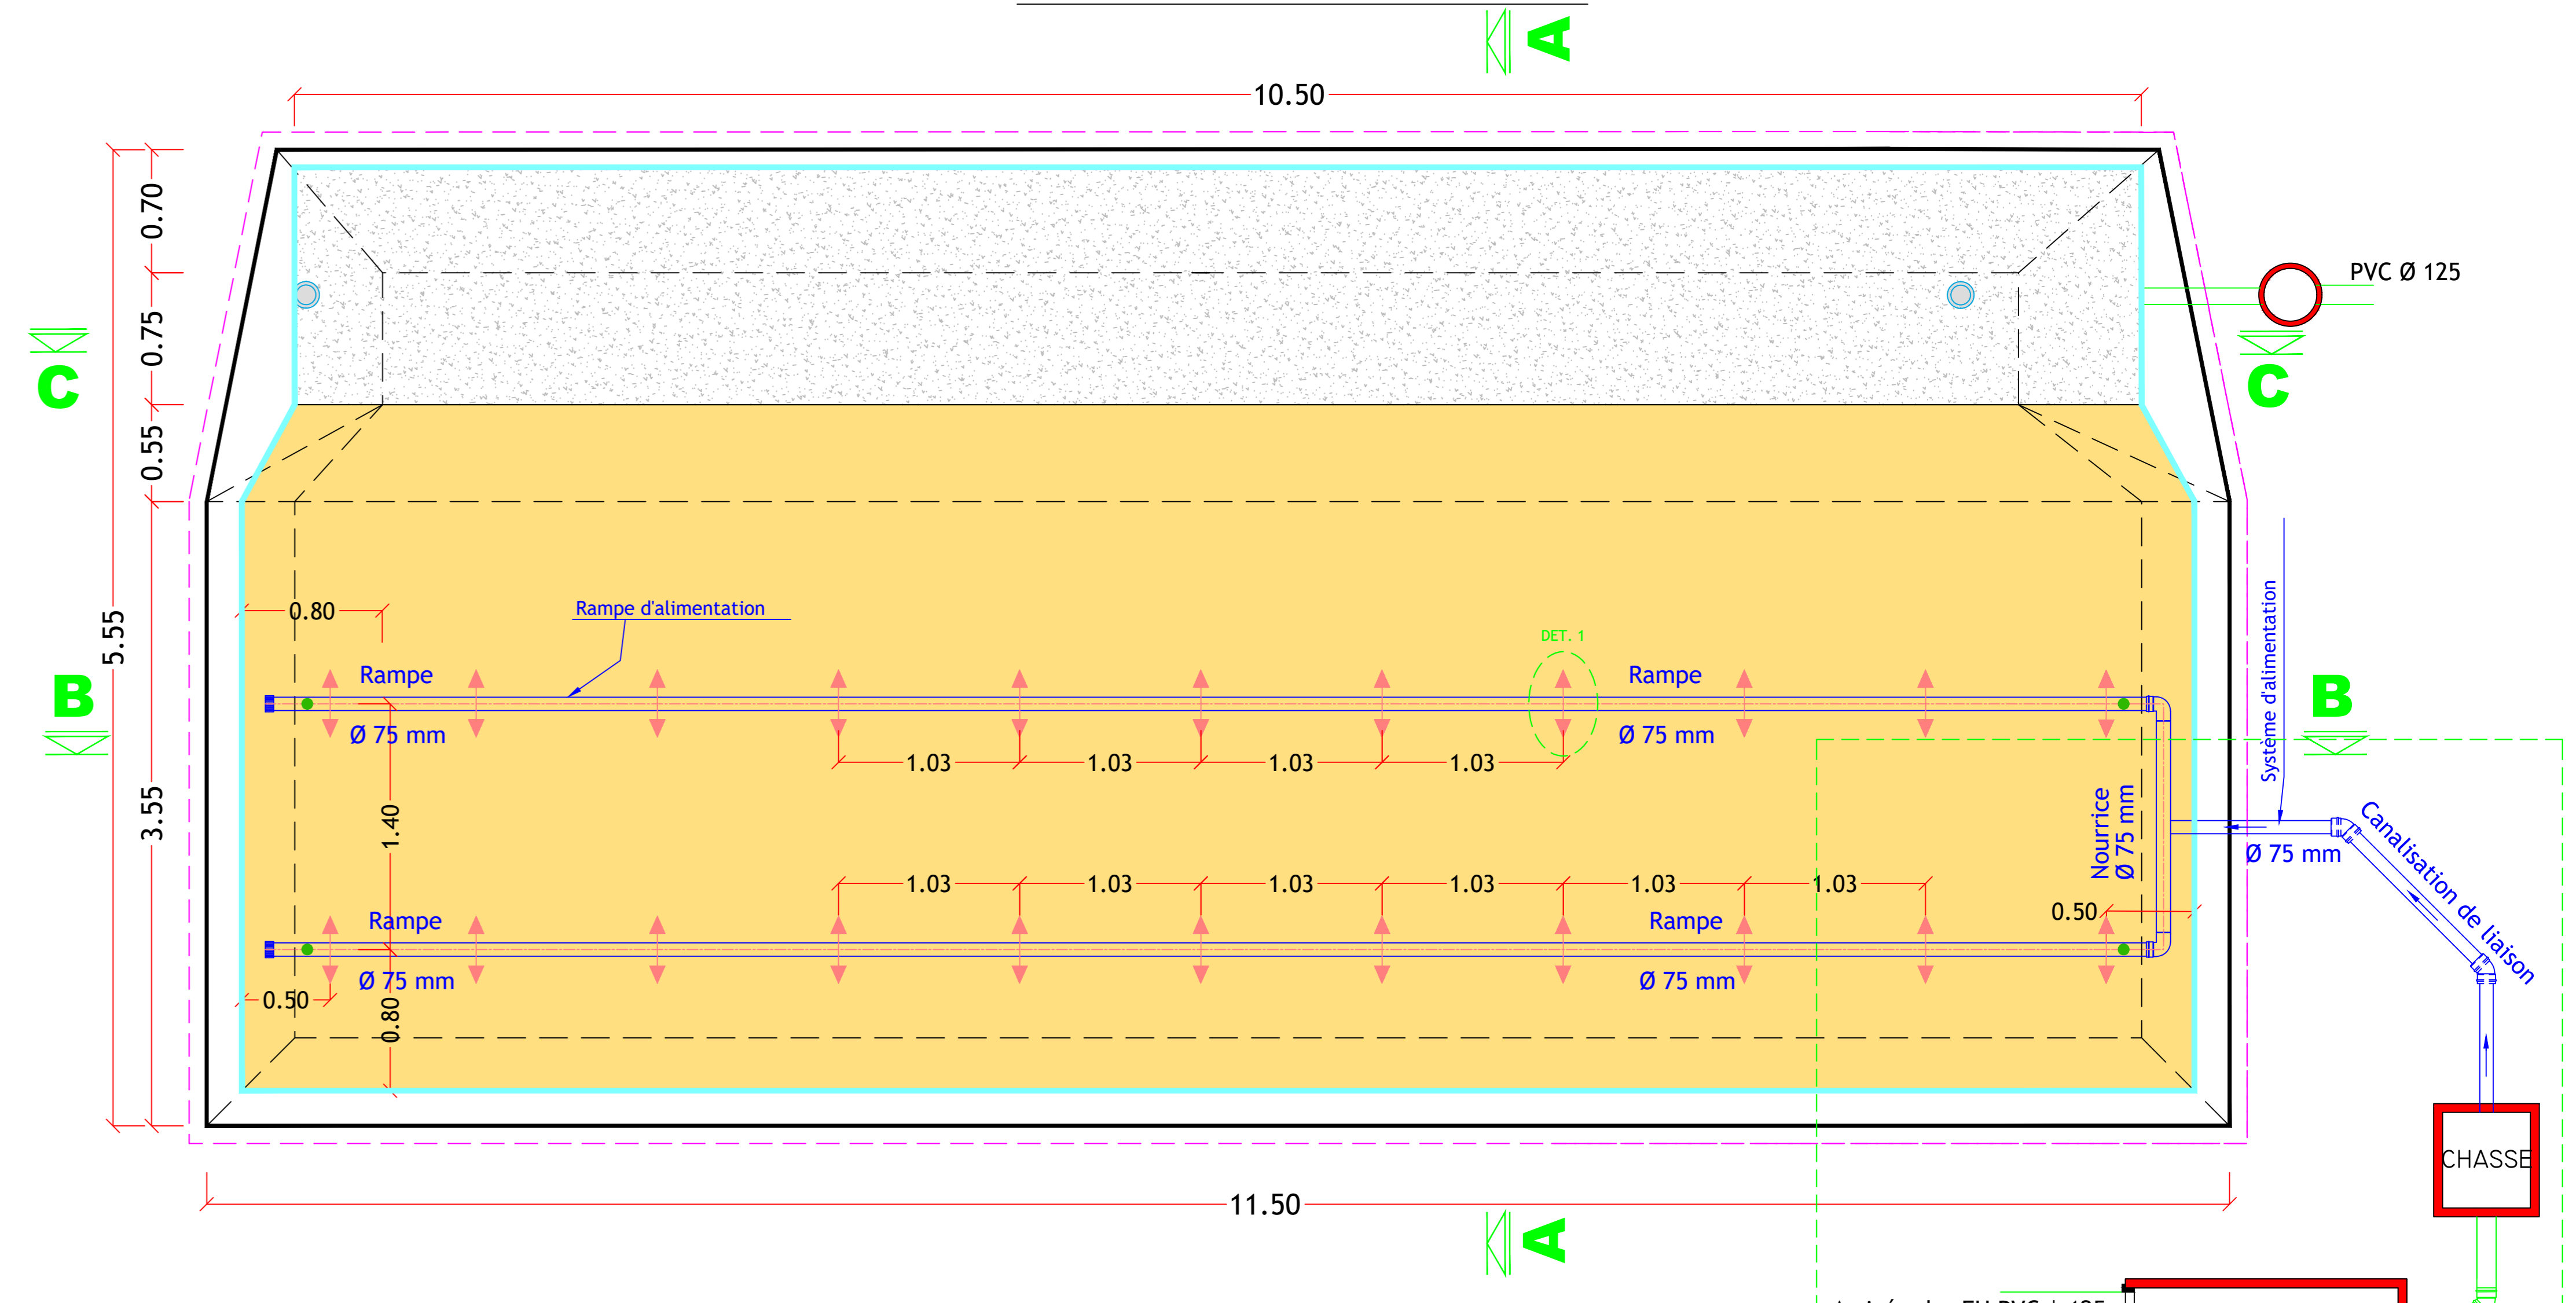 A
10.50
0.70
0.75
0.55
5.55
3.55
PVC Ø 125
C
C
0.80
Rampe d'alimentation
DET. 1
Système d'alimentation
B
B
Rampe
Rampe
Ø 75 mm
Ø 75 mm
1.03
1.03
1.03
1.03
1.40
Nourrice
Ø 75 mm
Ø 75 mm
Canalisation de liaison
1.03
1.03
1.03
1.03
1.03
1.03
0.50
Rampe
Rampe
Ø 75 mm
Ø 75 mm
0.50
0.80
CHASSE
11.50
A